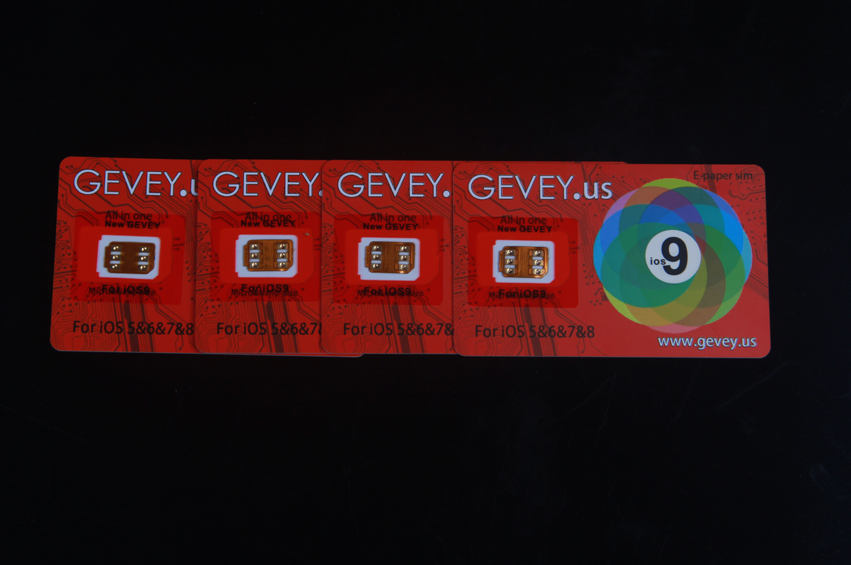 GEVEY.
All-in one
New GEVEY
For iOS9
For iOS 5&6&7&8
GEVEY.
All-in one
New GEVEY
For iOS9
For iOS 5&6&7
GEVEY.
All-in one
New GEVEY
For iOS9
For iOS 5&6&7&
GEVEY.us
E-paper sim
All-in one
New GEVEY
For iOS9
ios 9
For iOS 5&6&7&8
www.gevey.us